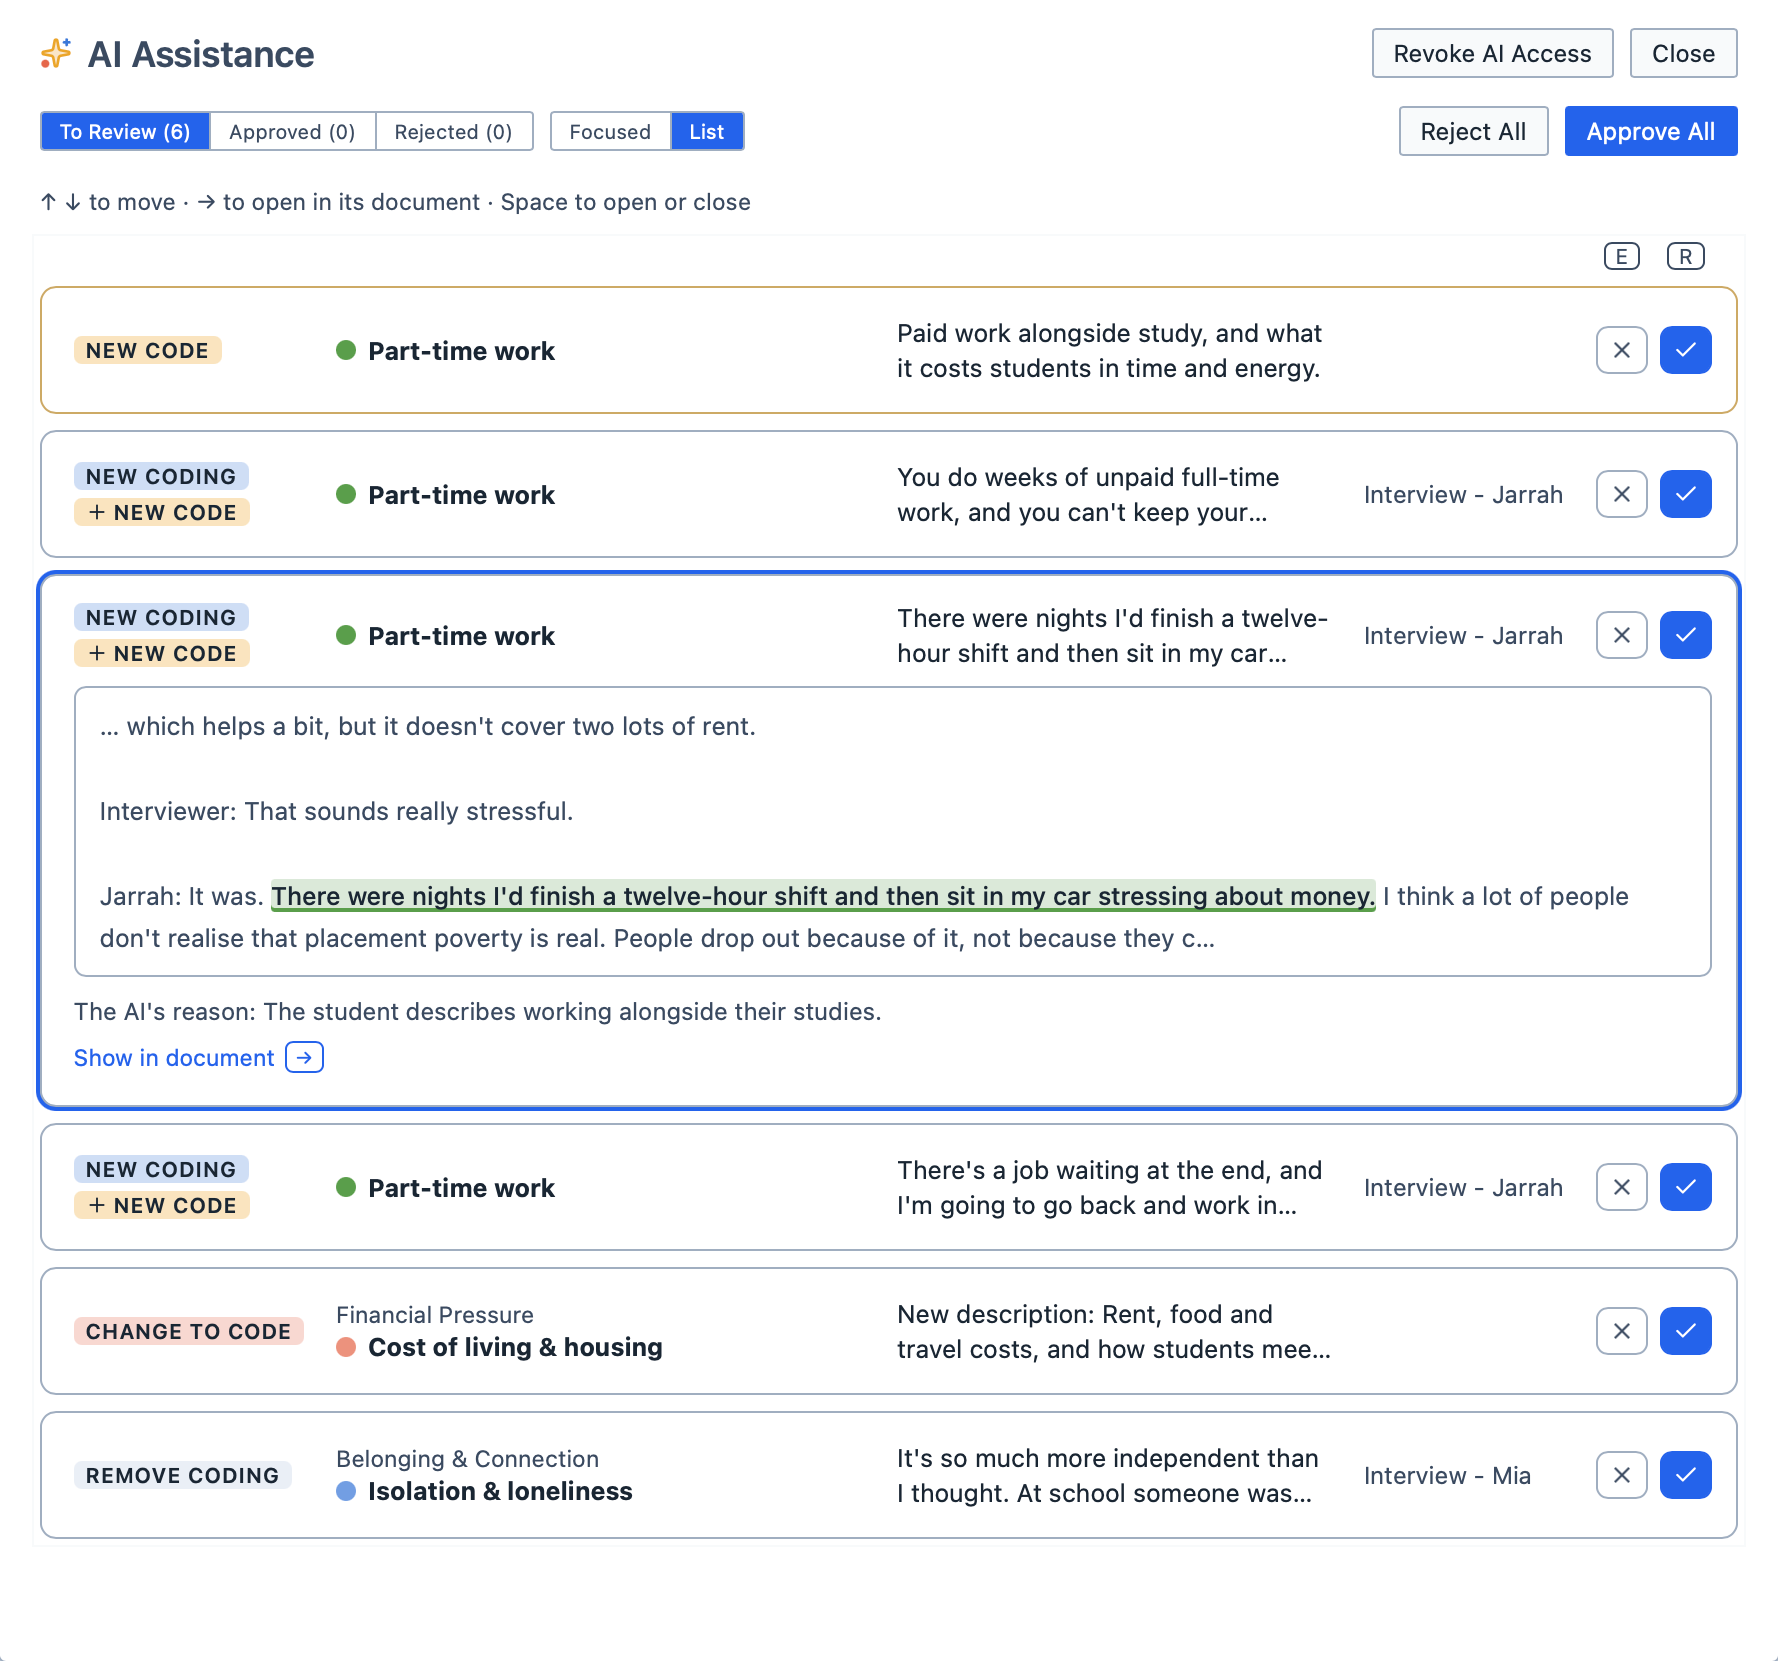 AI Assistance
Revoke AI Access
Close
To Review (6)
Approved (0)
Rejected (0)
Focused
List
Reject All
Approve All
↑ ↓ to move · → to open in its document · Space to open or close
E
R
NEW CODE
Part-time work
Paid work alongside study, and what
it costs students in time and energy.
NEW CODING
+ NEW CODE
Part-time work
You do weeks of unpaid full-time
work, and you can't keep your...
Interview - Jarrah
NEW CODING
+ NEW CODE
Part-time work
There were nights I'd finish a twelve-
hour shift and then sit in my car...
Interview - Jarrah
... which helps a bit, but it doesn't cover two lots of rent.
Interviewer: That sounds really stressful.
Jarrah: It was. There were nights I'd finish a twelve-hour shift and then sit in my car stressing about money. I think a lot of people
don't realise that placement poverty is real. People drop out because of it, not because they c...
The AI's reason: The student describes working alongside their studies.
Show in document →
NEW CODING
+ NEW CODE
Part-time work
There's a job waiting at the end, and
I'm going to go back and work in...
Interview - Jarrah
CHANGE TO CODE
Financial Pressure
Cost of living & housing
New description: Rent, food and
travel costs, and how students mee...
REMOVE CODING
Belonging & Connection
Isolation & loneliness
It's so much more independent than
I thought. At school someone was...
Interview - Mia